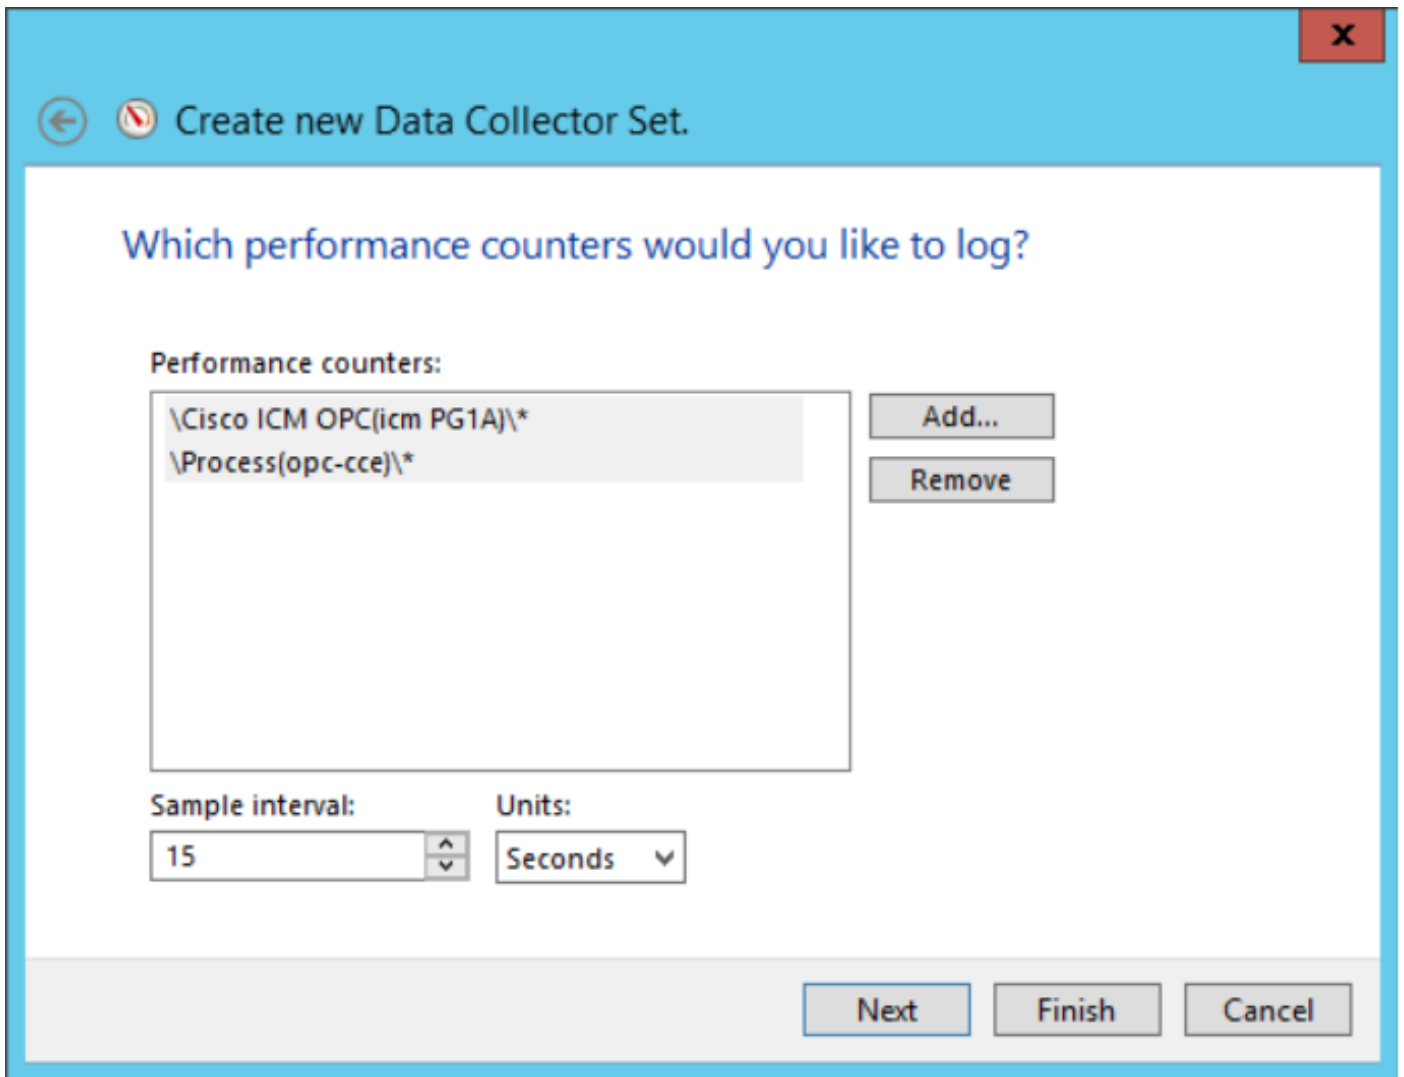 x
Create new Data Collector Set.
Which performance counters would you like to log?
Performance counters:
\Cisco ICM OPC(icm PG1A)\*
Add...
\Process(opc-cce)\*
Remove
Sample interval:
Units:
15
Seconds
Next
Finish
Cancel